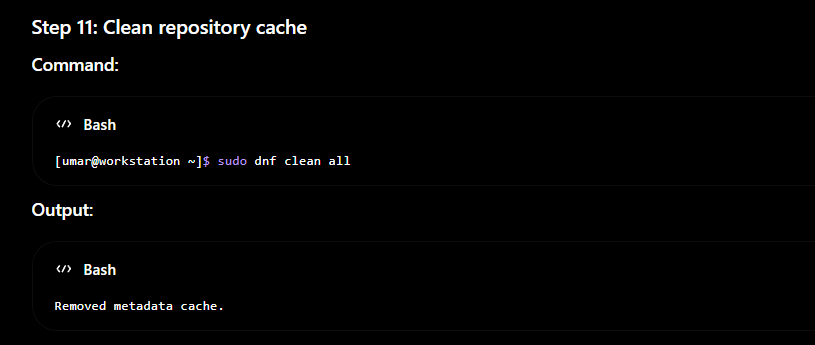 Step 11: Clean repository cache
Command:
</> Bash
[umar@workstation ~]$ sudo dnf clean all
Output:
</> Bash
Removed metadata cache.